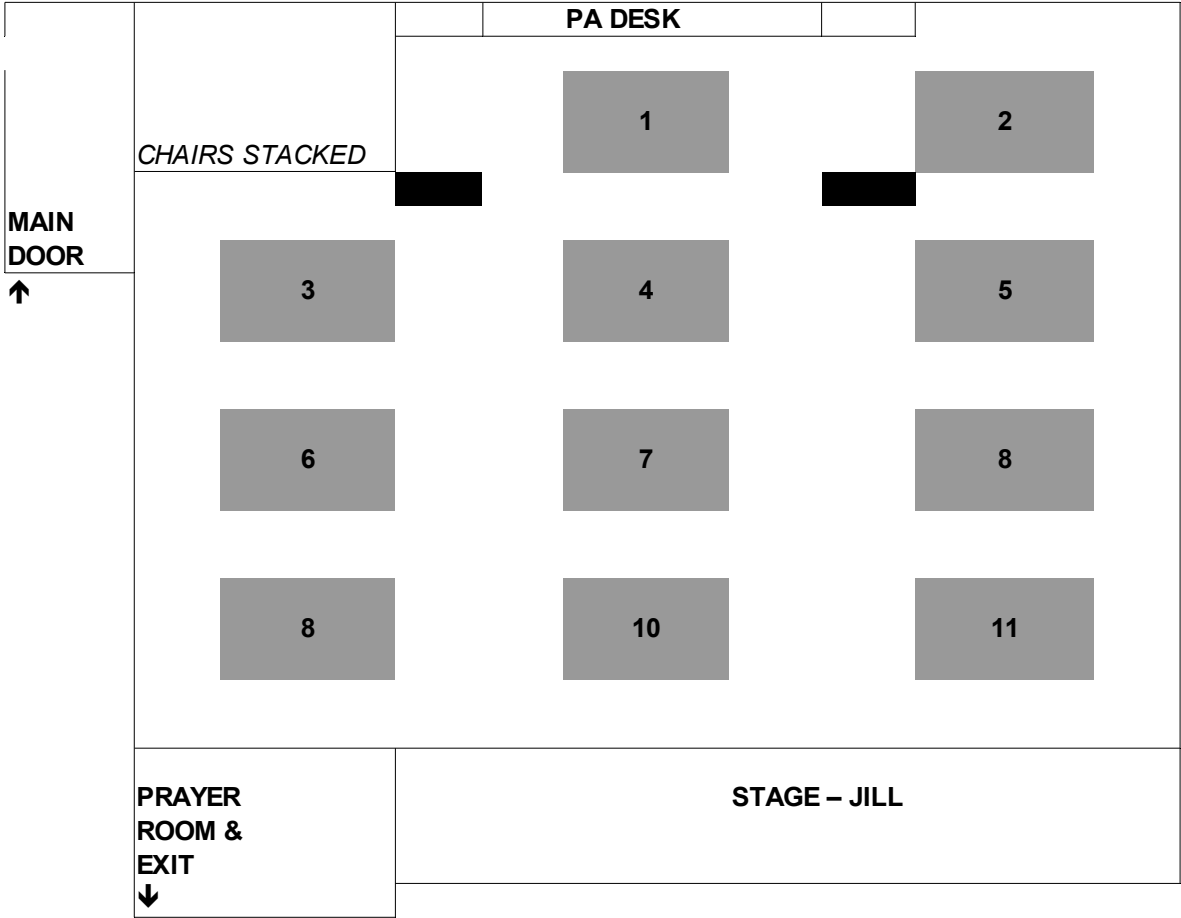 PA DESK
1
2
CHAIRS STACKED
MAIN
DOOR
↑
3
4
5
6
7
8
8
10
11
PRAYER
ROOM &
EXIT
↓
STAGE – JILL